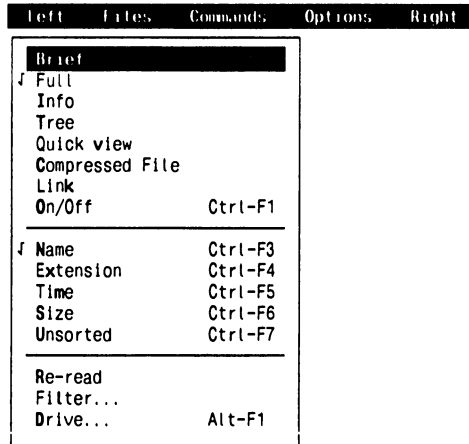 Left Files Commands Options Right
Brief
√ Full
Info
Tree
Quick view
Compressed File
Link
On/Off Ctrl-F1
√ Name Ctrl-F3
Extension Ctrl-F4
Time Ctrl-F5
Size Ctrl-F6
Unsorted Ctrl-F7
Re-read
Filter...
Drive... Alt-F1